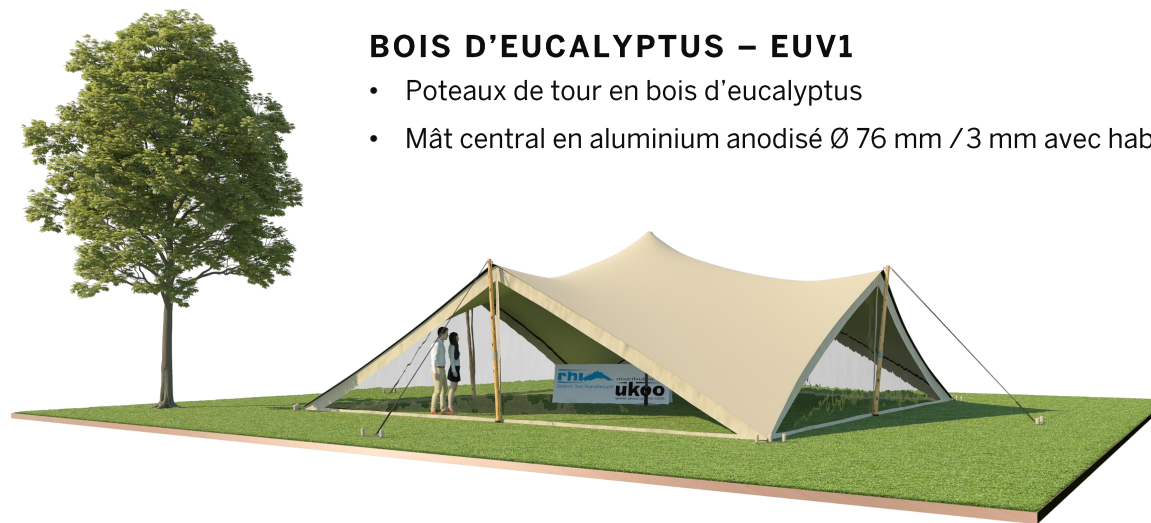 BOIS D’EUCALYPTUS – EUV1
• Poteaux de tour en bois d’eucalyptus
• Mât central en aluminium anodisé Ø 76 mm / 3 mm avec hab
rhi
ukoo